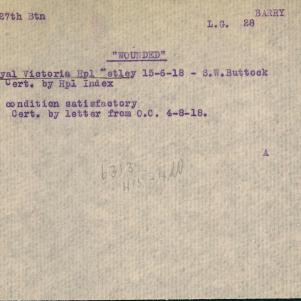 27th Btn
BARRY
L.G. 28
"WOUNDED"
yal Victoria Hpl Netley 15-6-18 - S.W.Buttock
Cert. by Hpl Index
condition satisfactory
Cert. by letter from O.C. 4-8-18.
A